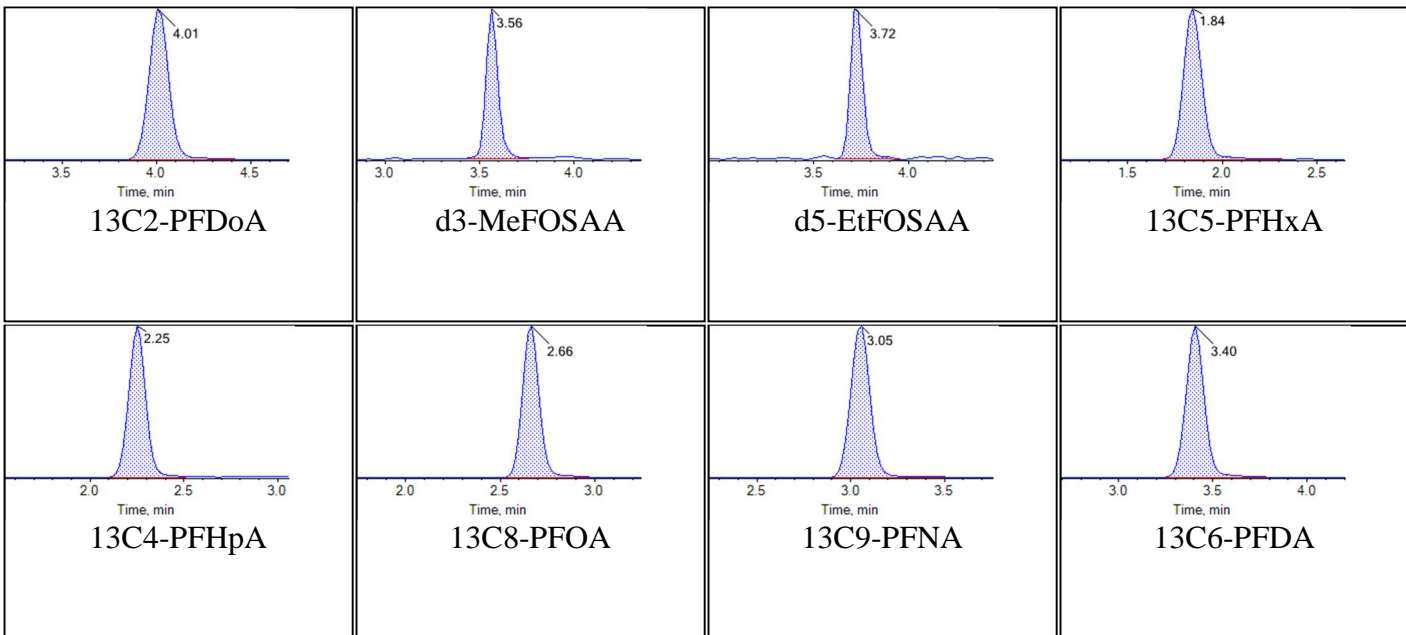 4.01
3.5 4.0 4.5
Time, min
13C2-PFDoA
3.56
3.0 3.5 4.0
Time, min
d3-MeFOSAA
3.72
3.5 4.0
Time, min
d5-EtFOSAA
1.84
1.5 2.0 2.5
Time, min
13C5-PFHxA
2.25
2.0 2.5 3.0
Time, min
13C4-PFHpA
2.66
2.0 2.5 3.0
Time, min
13C8-PFOA
3.05
2.5 3.0 3.5
Time, min
13C9-PFNA
3.40
3.0 3.5 4.0
Time, min
13C6-PFDA